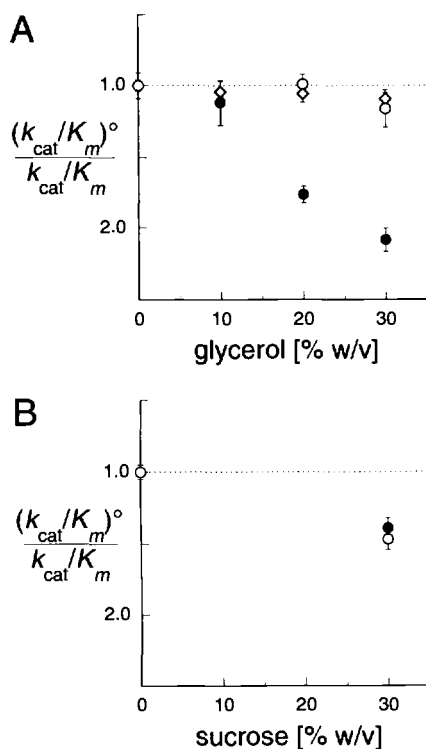 A
1.0
(kcat/Km)°
kcat/Km
2.0
0 10 20 30
glycerol [% w/v]
B
1.0
(kcat/Km)°
kcat/Km
2.0
0 10 20 30
sucrose [% w/v]